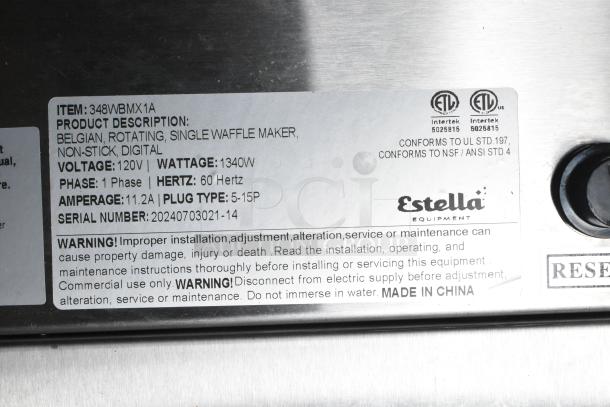 ITEM: 348WBMX1A
PRODUCT DESCRIPTION:
BELGIAN, ROTATING, SINGLE WAFFLE MAKER,
NON-STICK, DIGITAL
VOLTAGE: 120V | WATTAGE: 1340W
PHASE: 1 Phase | HERTZ: 60 Hertz
AMPERAGE: 11.2A | PLUG TYPE: 5-15P
SERIAL NUMBER: 20240703021-14
ETL
Intertek
5025815
ETL US
Intertek
5025815
CONFORMS TO UL STD.197,
CONFORMS TO NSF / ANSI STD.4
Estella
EQUIPMENT
WARNING! Improper installation,adjustment,alteration,service or maintenance can
cause property damage, injury or death .Read the installation, operating, and
maintenance instructions thoroughly before installing or servicing this equipment .
Commercial use only. WARNING!Disconnect from electric supply before adjustment,
alteration, service or maintenance. Do not immerse in water. MADE IN CHINA